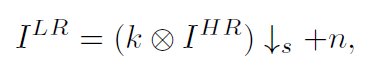 I^{LR} = (k ⊗ I^{HR}) ↓_s +n,